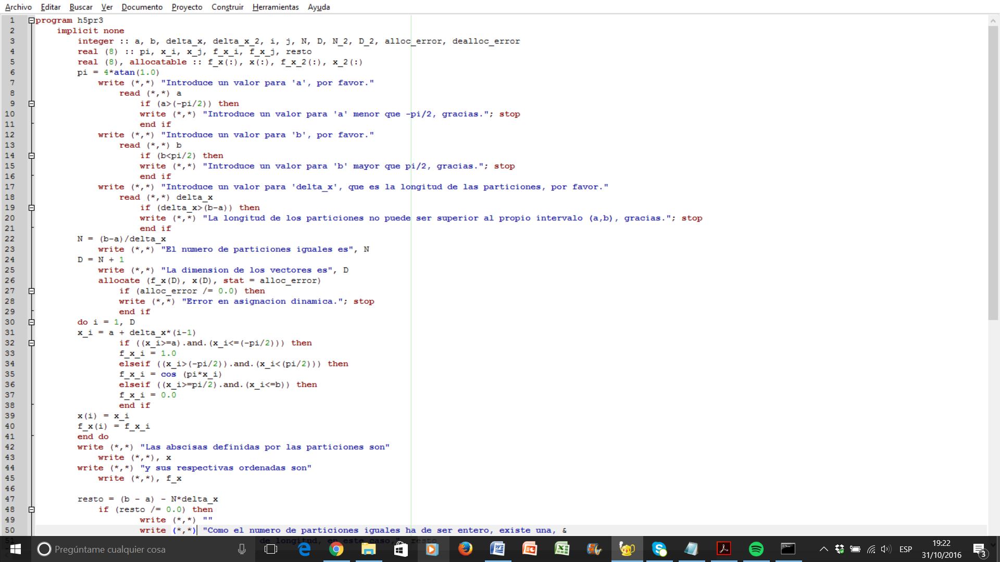 Archivo Editar Buscar Ver Documento Proyecto Construir Herramientas Ayuda
1 program h5pr3
2 implicit none
3 integer :: a, b, delta_x, delta_x_2, i, j, N, D, N_2, D_2, alloc_error, dealloc_error
4 real (8) :: pi, x_i, x_j, f_x_i, f_x_j, resto
5 real (8), allocatable :: f_x(:), x(:), f_x_2(:), x_2(:)
6 pi = 4*atan(1.0)
7 write (*,*) "Introduce un valor para 'a', por favor."
8 read (*,*) a
9 if (a>(-pi/2)) then
10 write (*,*) "Introduce un valor para 'a' menor que -pi/2, gracias."; stop
11 end if
12 write (*,*) "Introduce un valor para 'b', por favor."
13 read (*,*) b
14 if (b<pi/2) then
15 write (*,*) "Introduce un valor para 'b' mayor que pi/2, gracias."; stop
16 end if
17 write (*,*) "Introduce un valor para 'delta_x', que es la longitud de las particiones, por favor."
18 read (*,*) delta_x
19 if (delta_x>(b-a)) then
20 write (*,*) "La longitud de los particiones no puede ser superior al propio intervalo (a,b), gracias."; stop
21 end if
22 N = (b-a)/delta_x
23 write (*,*) "El numero de particiones iguales es", N
24 D = N + 1
25 write (*,*) "La dimension de los vectores es", D
26 allocate (f_x(D), x(D), stat = alloc_error)
27 if (alloc_error /= 0.0) then
28 write (*,*) "Error en asignacion dinamica."; stop
29 end if
30 do i = 1, D
31 x_i = a + delta_x*(i-1)
32 if ((x_i>=a).and.(x_i<=(-pi/2))) then
33 f_x_i = 1.0
34 elseif ((x_i>(-pi/2)).and.(x_i<(pi/2))) then
35 f_x_i = cos (pi*x_i)
36 elseif ((x_i>=pi/2).and.(x_i<=b)) then
37 f_x_i = 0.0
38 end if
39 x(i) = x_i
40 f_x(i) = f_x_i
41 end do
42 write (*,*) "Las abscisas definidas por las particiones son"
43 write (*,*), x
44 write (*,*) "y sus respectivas ordenadas son"
45 write (*,*), f_x
46
47 resto = (b - a) - N*delta_x
48 if (resto /= 0.0) then
49 write (*,*) ""
50 write (*,*) "Como el numero de particiones iguales ha de ser entero, existe una, &
51 de longitud, en este caso,", resto
Pregúntame cualquier cosa
ESP
19:22
31/10/2016
3